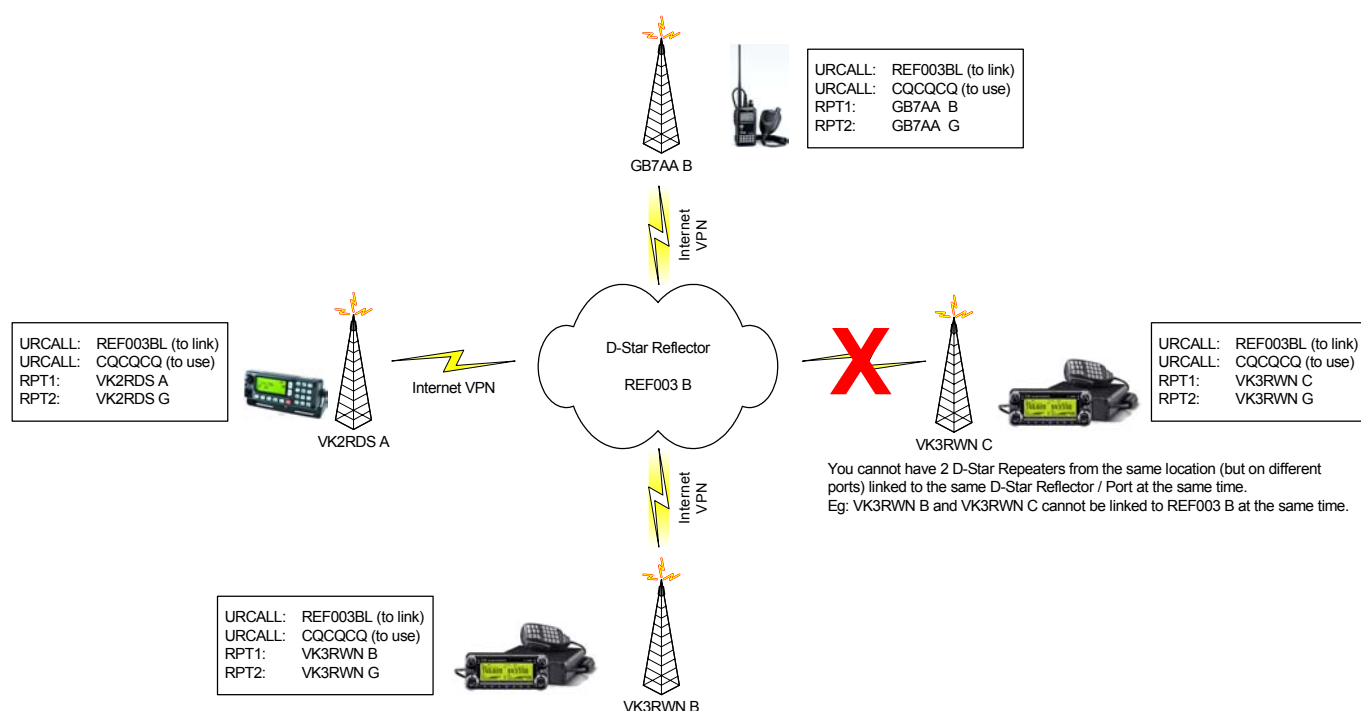 URCALL: REF003BL (to link)
URCALL: CQCQCQ (to use)
RPT1: GB7AA B
RPT2: GB7AA G
GB7AA B
Internet
VPN
URCALL: REF003BL (to link)
URCALL: CQCQCQ (to use)
RPT1: VK2RDS A
RPT2: VK2RDS G
VK2RDS A
Internet VPN
D-Star Reflector
REF003 B
X
VK3RWN C
URCALL: REF003BL (to link)
URCALL: CQCQCQ (to use)
RPT1: VK3RWN C
RPT2: VK3RWN G
You cannot have 2 D-Star Repeaters from the same location (but on different
ports) linked to the same D-Star Reflector / Port at the same time.
Eg: VK3RWN B and VK3RWN C cannot be linked to REF003 B at the same time.
Internet
VPN
URCALL: REF003BL (to link)
URCALL: CQCQCQ (to use)
RPT1: VK3RWN B
RPT2: VK3RWN G
VK3RWN B